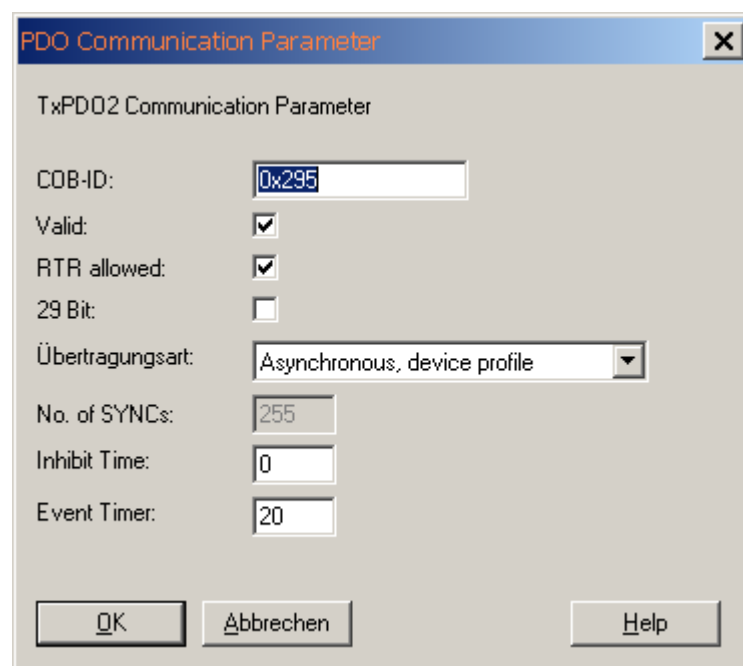 PDO Communication Parameter
TxPDO2 Communication Parameter
COB-ID: 0x295
Valid:
RTR allowed:
29 Bit:
Übertragungsart: Asynchronous, device profile
No. of SYNCs: 255
Inhibit Time: 0
Event Timer: 20
OK Abbrechen Help